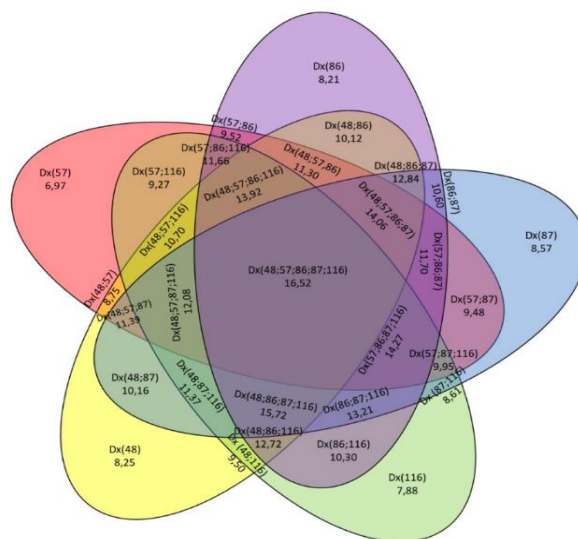 Dx(86)
8,21
Dx(57;86)
9,52
Dx(48;86)
10,12
Dx(57;86;116)
11,66
Dx(48;57,86)
11,30
Dx(48;86;87)
12,84
Dx(86;87)
10,60
Dx(57)
6,97
Dx(57;116)
9,27
Dx(48;57;86;116)
13,92
Dx(48;57;86;87)
14,06
Dx(87)
8,57
Dx(48;57;116)
10,70
Dx(57;86;87)
11,70
Dx(48;57)
8,75
Dx(48;57;87)
11,39
Dx(48;57;87;116)
12,08
Dx(48;57;86;87;116)
16,52
Dx(57;87)
9,48
Dx(57;86;87;116)
14,27
Dx(57;87;116)
9,95
Dx(87;116)
8,61
Dx(48;87)
10,16
Dx(48;87;116)
11,37
Dx(48;86;87;116)
15,72
Dx(86;87;116)
13,21
Dx(48;86;116)
12,72
Dx(48)
8,25
Dx (48;116)
9,50
Dx(86;116)
10,30
Dx(116)
7,88